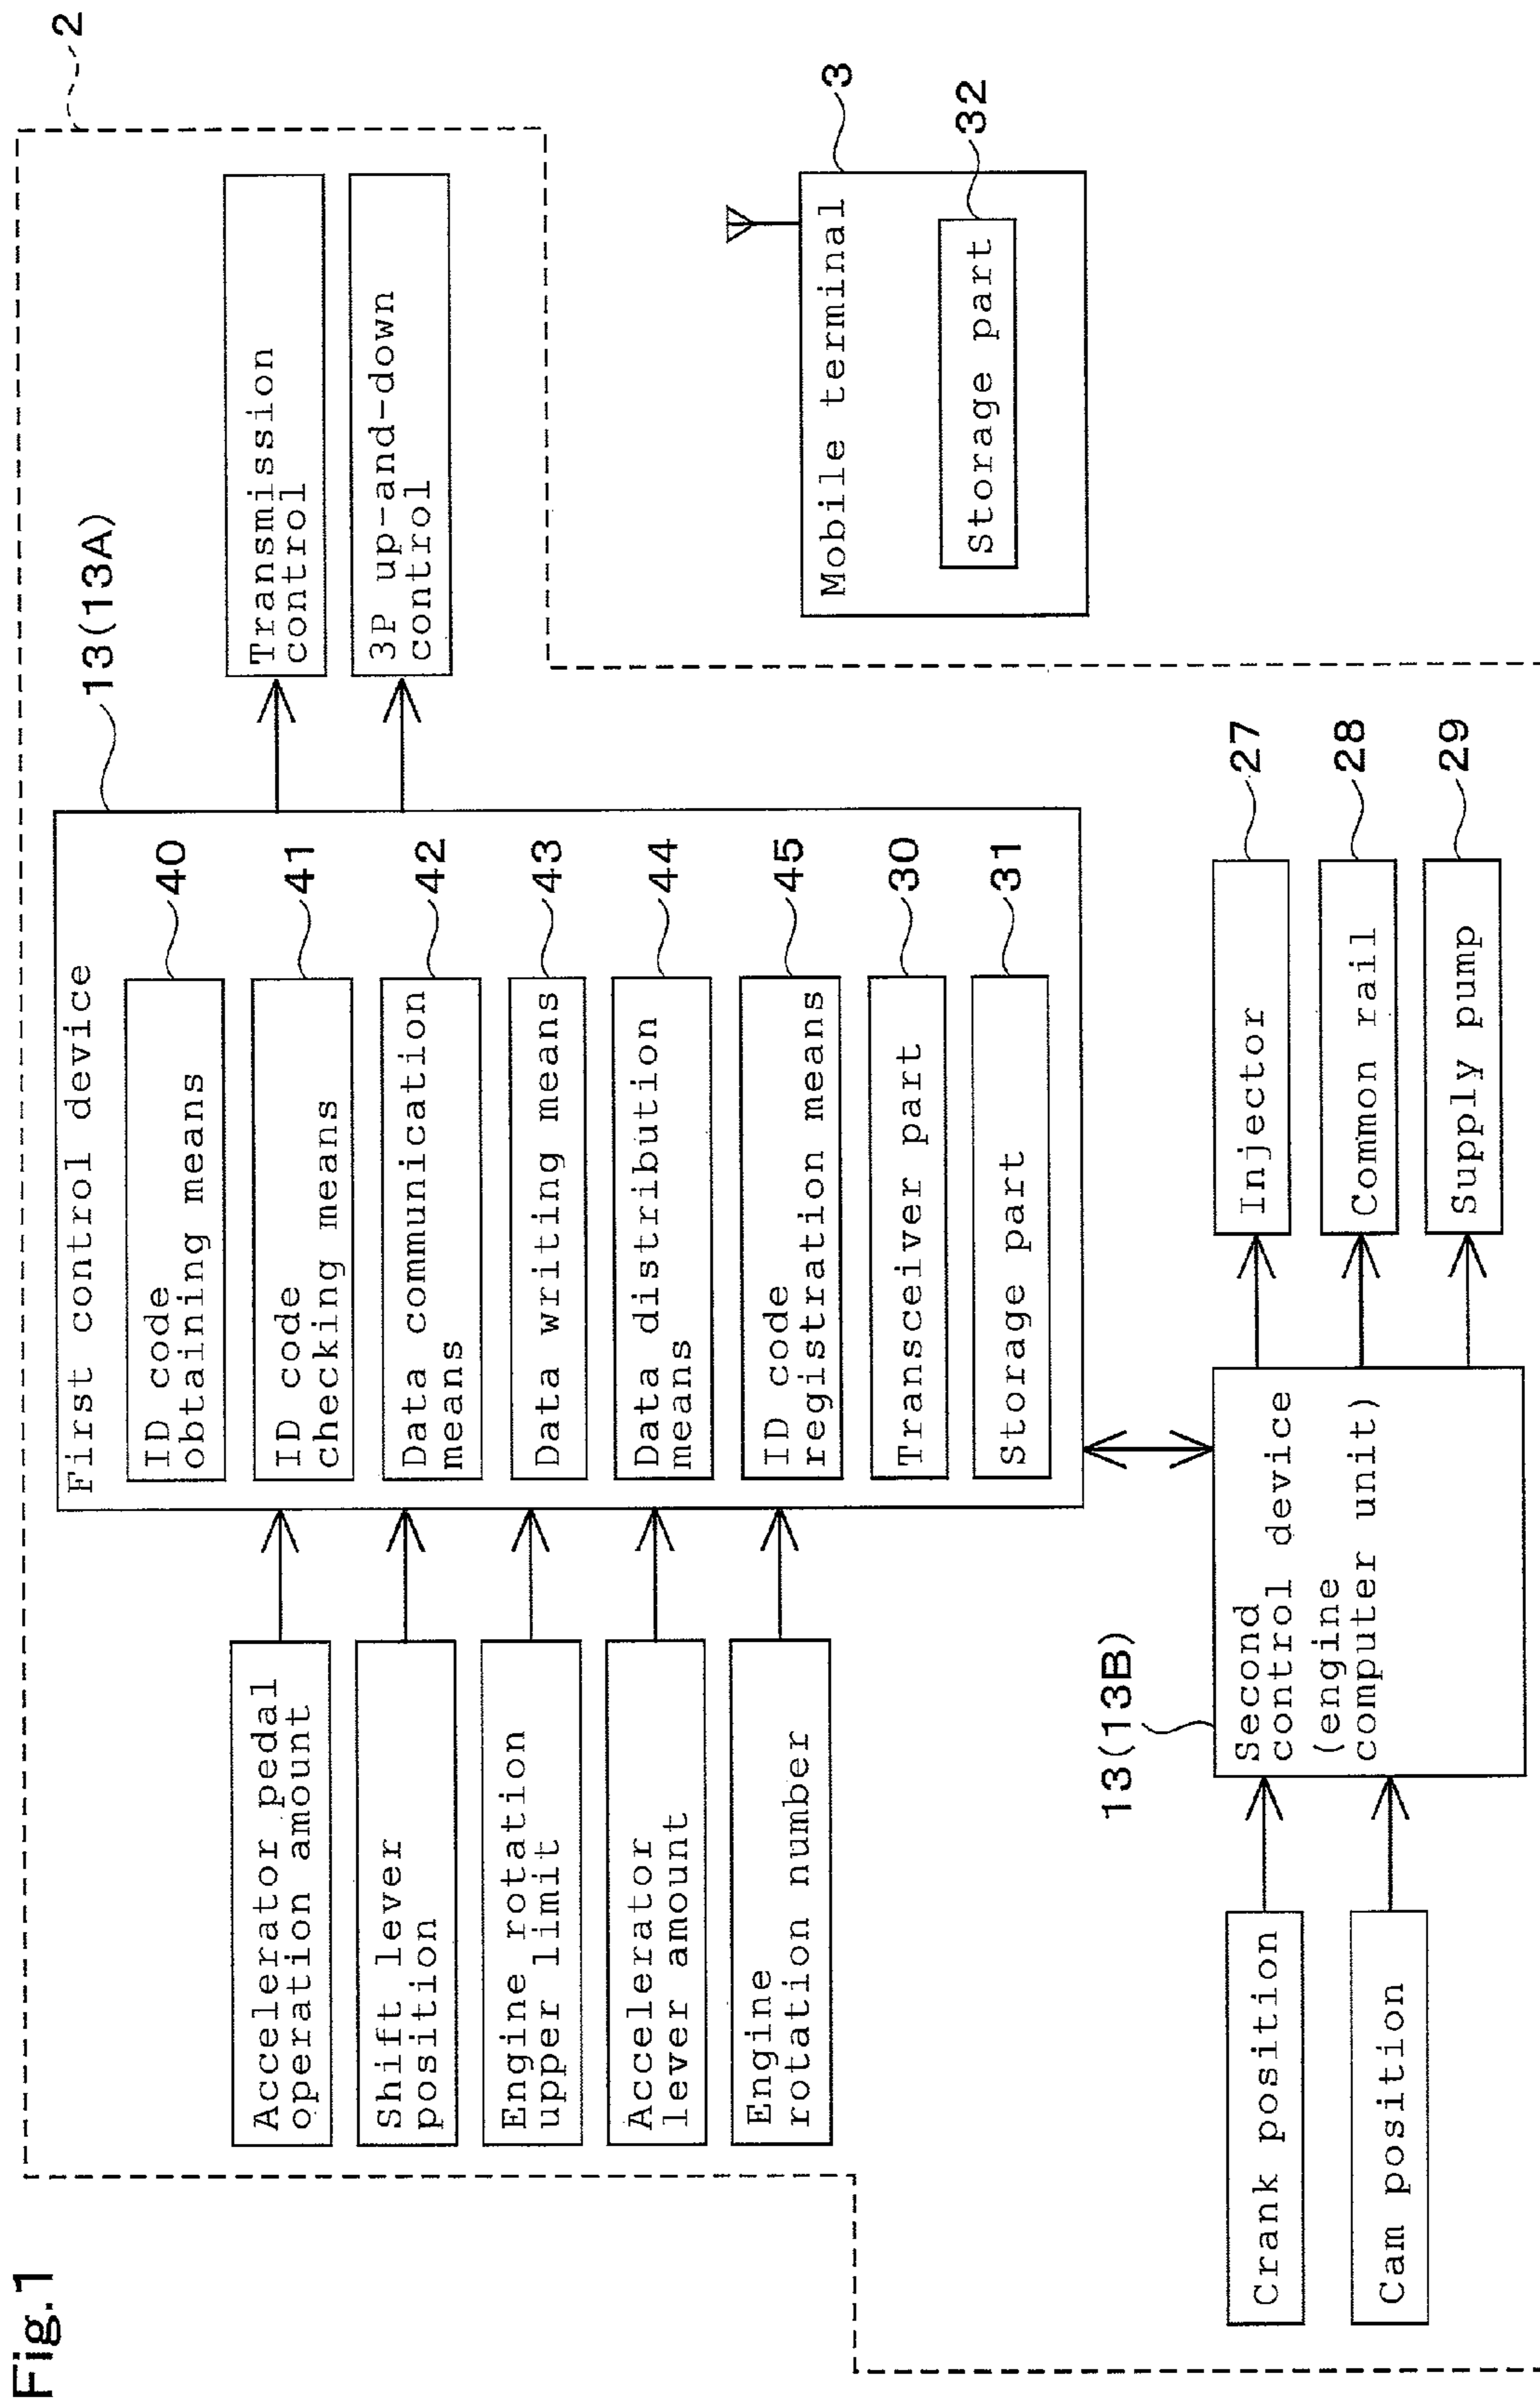 Fig.1
2
13(13A)
First control device
ID code
obtaining means
40
ID code
checking means
41
Data communication
means
42
Data writing means
43
Data distribution
means
44
ID code
registration means
45
Transceiver part
30
Storage part
31
Accelerator pedal
operation amount
Shift lever
position
Engine rotation
upper limit
Accelerator
lever amount
Engine
rotation number
Transmission
control
3P up-and-down
control
3
Mobile terminal
Storage part
32
13(13B)
Second
control device
(engine
computer unit)
Crank position
Cam position
Injector
27
Common rail
28
Supply pump
29